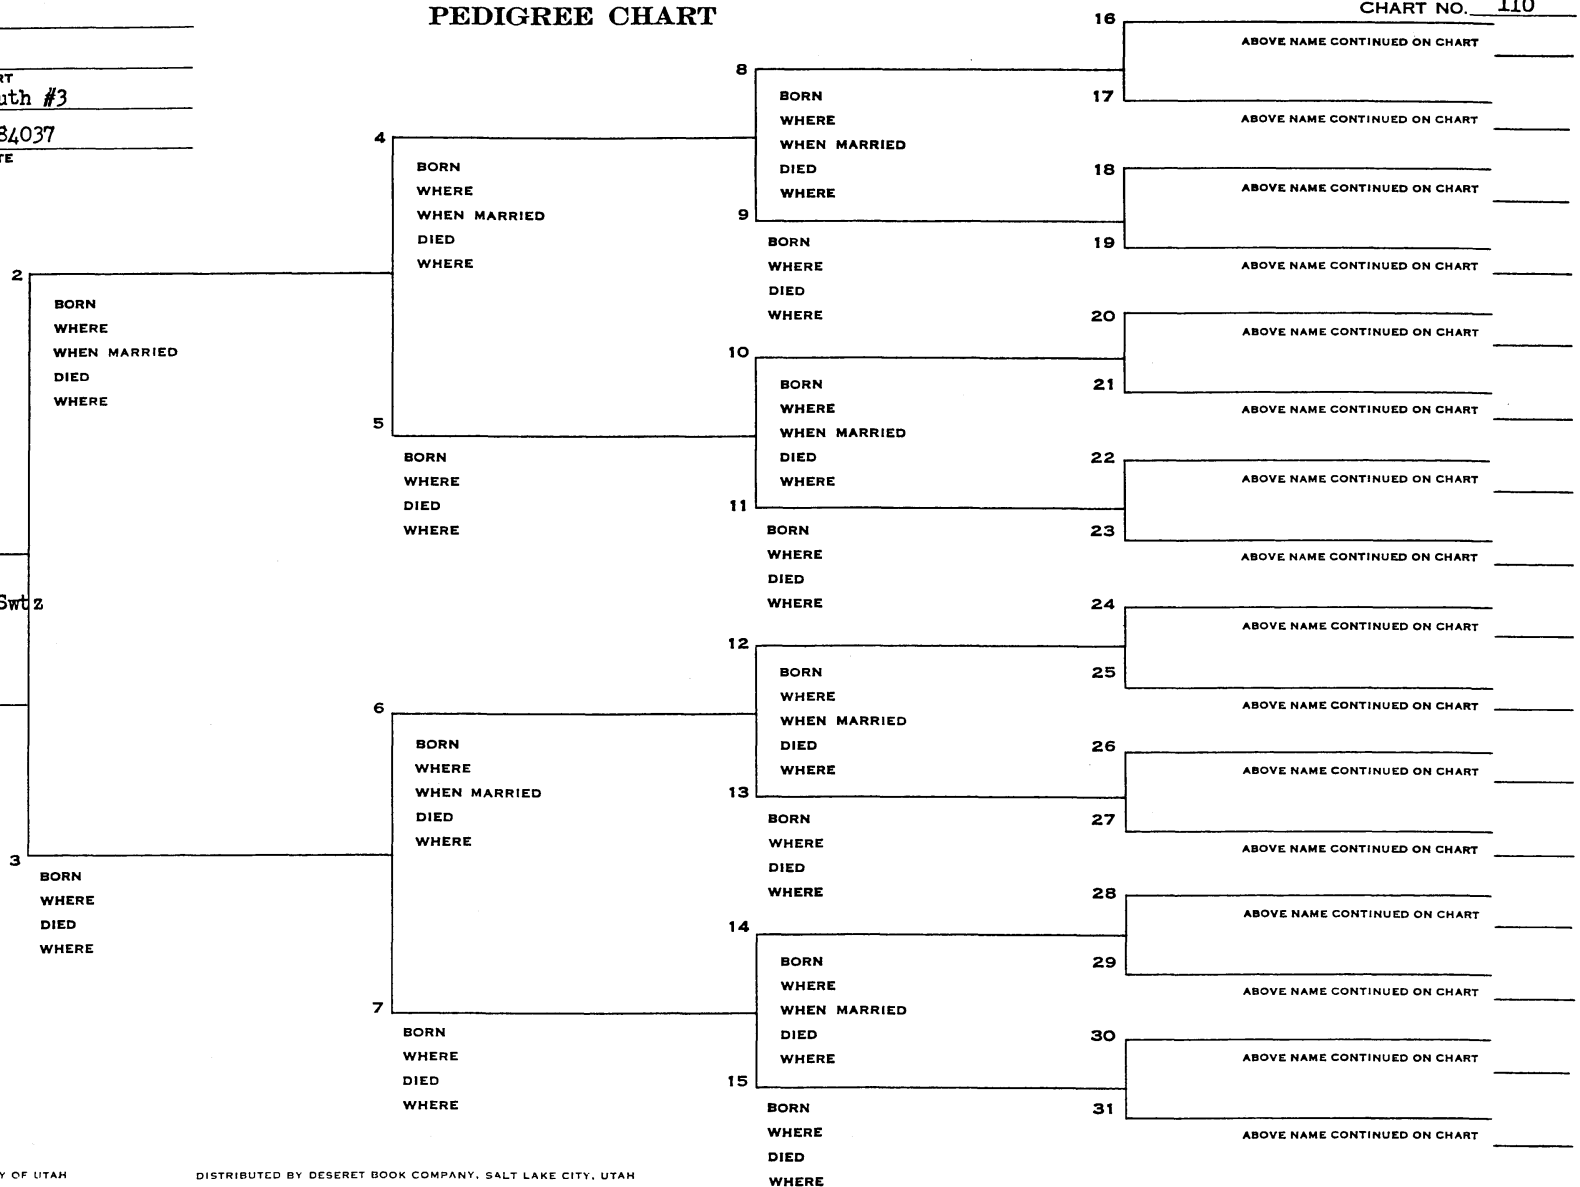 PEDIGREE CHART
CHART NO. 110
RT
uth #3
84037
TE
2
BORN
WHERE
WHEN MARRIED
DIED
WHERE
Swtz
3
BORN
WHERE
DIED
WHERE
4
BORN
WHERE
WHEN MARRIED
DIED
WHERE
5
BORN
WHERE
DIED
WHERE
6
BORN
WHERE
WHEN MARRIED
DIED
WHERE
7
BORN
WHERE
DIED
WHERE
8
BORN
WHERE
WHEN MARRIED
DIED
WHERE
9
BORN
WHERE
DIED
WHERE
10
BORN
WHERE
WHEN MARRIED
DIED
WHERE
11
BORN
WHERE
DIED
WHERE
12
BORN
WHERE
WHEN MARRIED
DIED
WHERE
13
BORN
WHERE
DIED
WHERE
14
BORN
WHERE
WHEN MARRIED
DIED
WHERE
15
BORN
WHERE
DIED
WHERE
16
ABOVE NAME CONTINUED ON CHART
17
ABOVE NAME CONTINUED ON CHART
18
ABOVE NAME CONTINUED ON CHART
19
ABOVE NAME CONTINUED ON CHART
20
ABOVE NAME CONTINUED ON CHART
21
ABOVE NAME CONTINUED ON CHART
22
ABOVE NAME CONTINUED ON CHART
23
ABOVE NAME CONTINUED ON CHART
24
ABOVE NAME CONTINUED ON CHART
25
ABOVE NAME CONTINUED ON CHART
26
ABOVE NAME CONTINUED ON CHART
27
ABOVE NAME CONTINUED ON CHART
28
ABOVE NAME CONTINUED ON CHART
29
ABOVE NAME CONTINUED ON CHART
30
ABOVE NAME CONTINUED ON CHART
31
ABOVE NAME CONTINUED ON CHART
Y OF UTAH
DISTRIBUTED BY DESERET BOOK COMPANY, SALT LAKE CITY, UTAH